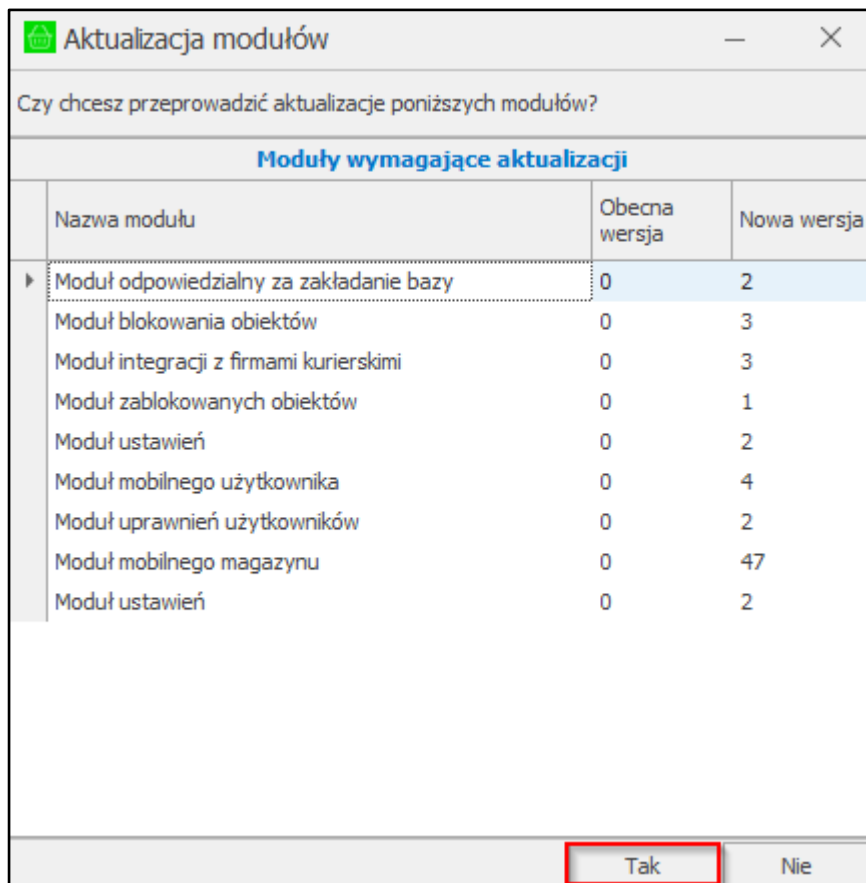 Aktualizacja modułów
Czy chcesz przeprowadzić aktualizacje poniższych modułów?
Moduły wymagające aktualizacji
Nazwa modułu Obecna wersja Nowa wersja
Moduł odpowiedzialny za zakładanie bazy 0 2
Moduł blokowania obiektów 0 3
Moduł integracji z firmami kurierskimi 0 3
Moduł zablokowanych obiektów 0 1
Moduł ustawień 0 2
Moduł mobilnego użytkownika 0 4
Moduł uprawnień użytkowników 0 2
Moduł mobilnego magazynu 0 47
Moduł ustawień 0 2
Tak Nie